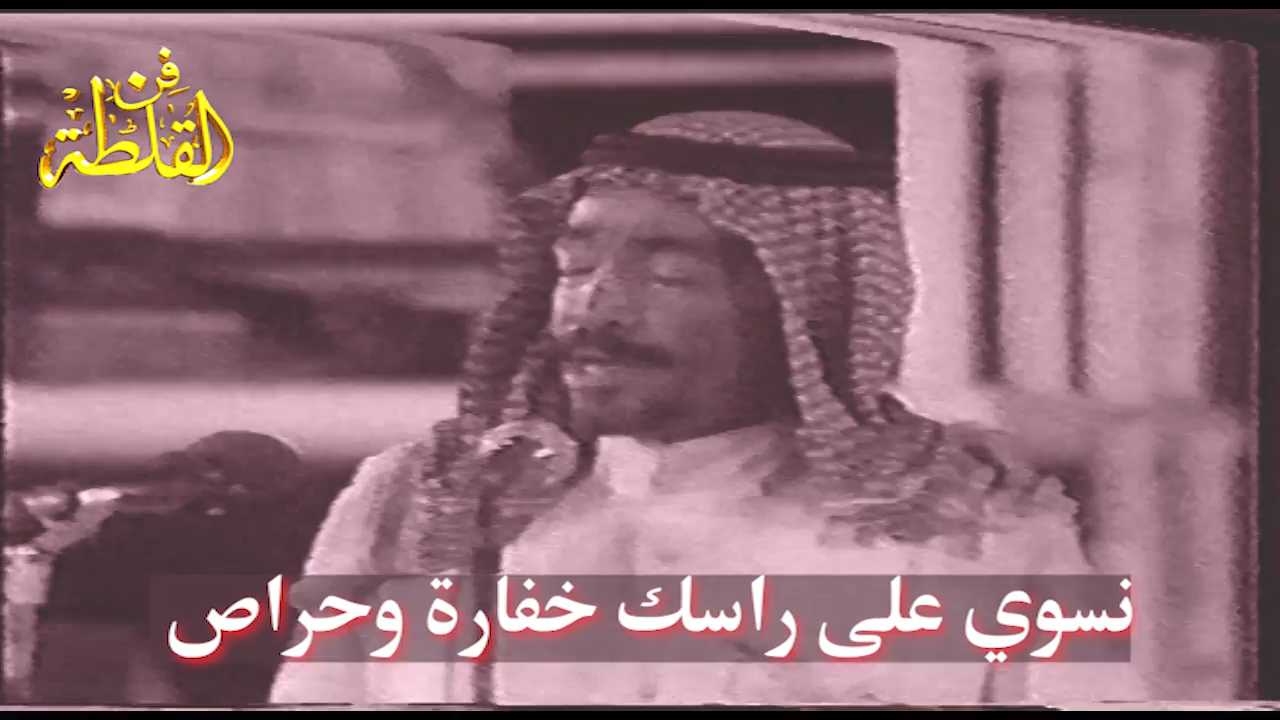 فن
القلطة
نسوي على راسك خفارة وحراص